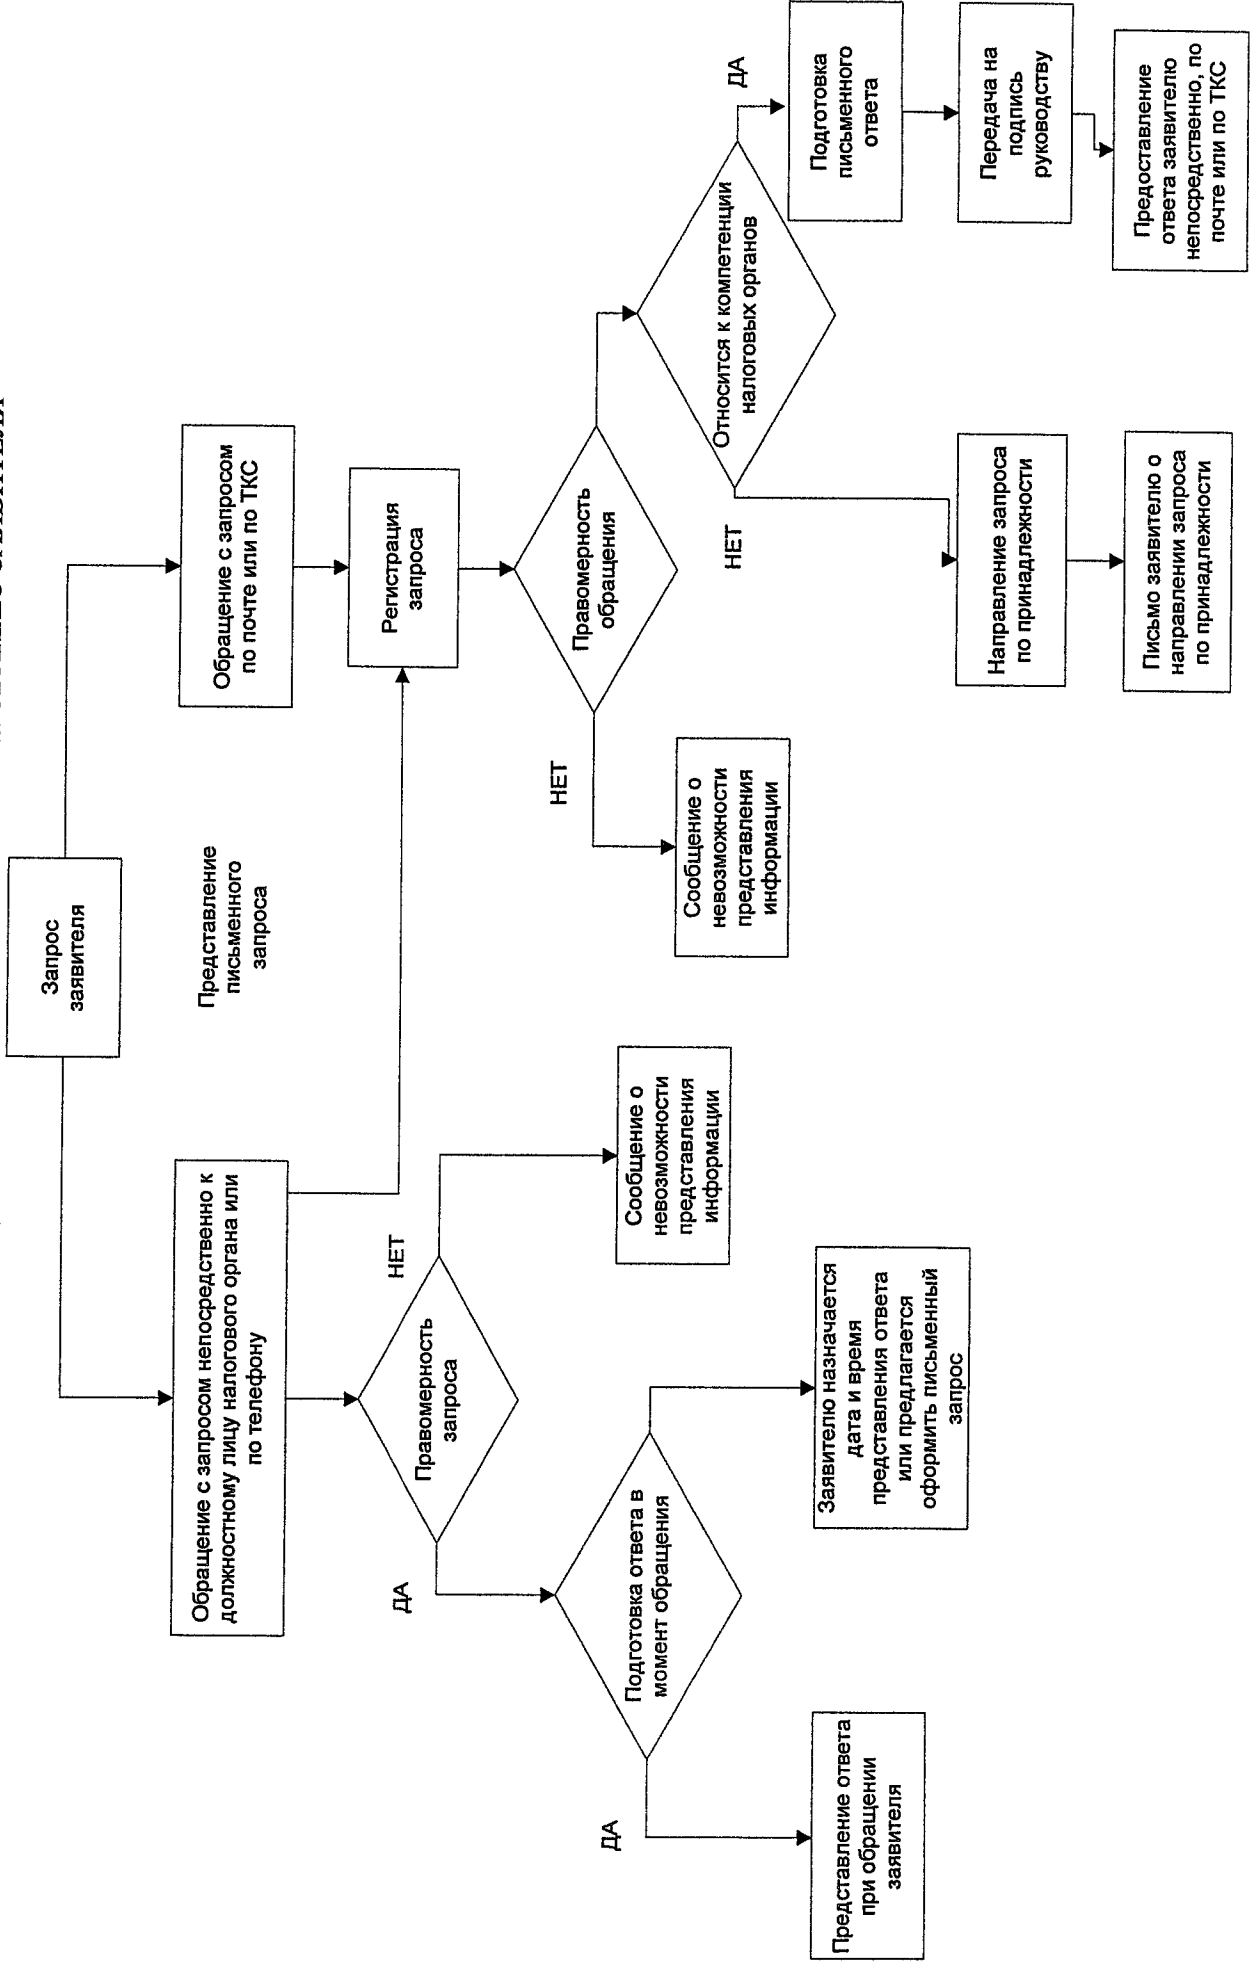 Запрос
заявителя
Обращение с запросом непосредственно к
должностному лицу налогового органа или
по телефону
Представление
письменного
запроса
Обращение с запросом
по почте или по ТКС
Регистрация
запроса
Правомерность
запроса
НЕТ
ДА
Сообщение о
невозможности
представления
информации
Подготовка ответа в
момент обращения
ДА
Представление ответа
при обращении
заявителя
Заявителю назначается
дата и время
представления ответа
или предлагается
оформить письменный
запрос
Правомерность
обращения
НЕТ
Сообщение о
невозможности
представления
информации
Относится к компетенции
налоговых органов
НЕТ
ДА
Направление запроса
по принадлежности
Письмо заявителю о
направлении запроса
по принадлежности
Подготовка
письменного
ответа
Передача на
подпись
руководству
Предоставление
ответа заявителю
непосредственно, по
почте или по ТКС